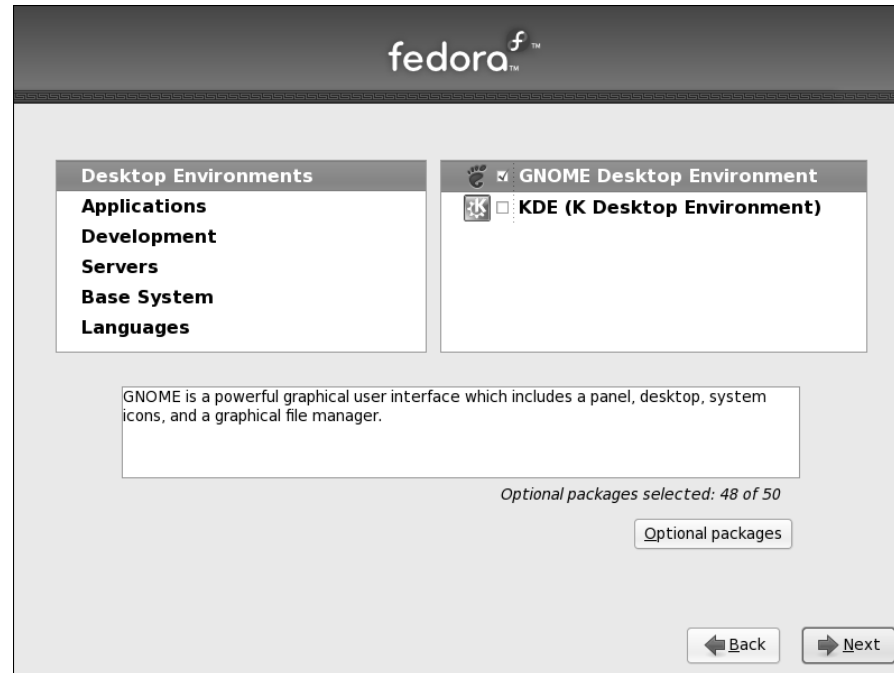 fedora™
Desktop Environments
Applications
Development
Servers
Base System
Languages
GNOME Desktop Environment
KDE (K Desktop Environment)
GNOME is a powerful graphical user interface which includes a panel, desktop, system
icons, and a graphical file manager.
Optional packages selected: 48 of 50
Optional packages
Back
Next